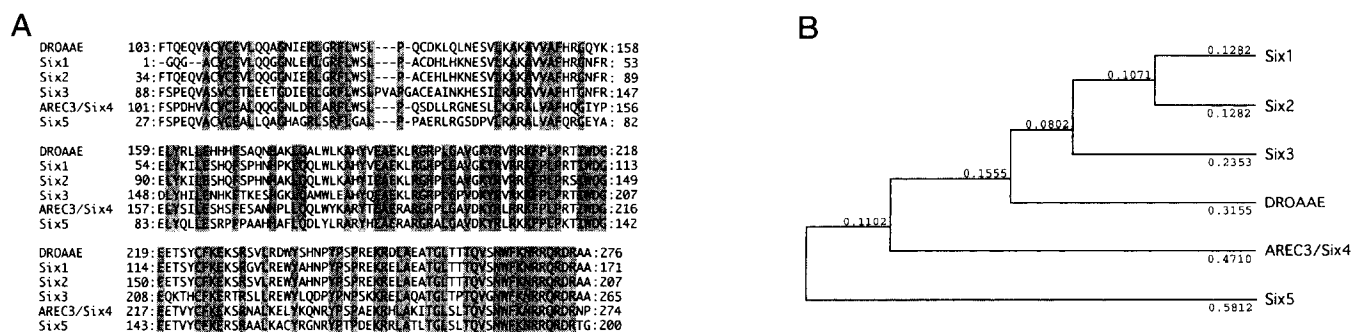 A
DROAAE 103:FTQEQVACVCEVLQQAGNIERLGRFLWSL---P-QCDKLQLNESVLKAKAVVAFHRGQYK:158
Six1 1:-GQG--ACVCEVLQQGGNLERLGRFLWSL---P-ACDHLHKNESVLKAKAVVAFHRGNFR: 53
Six2 34:FTQEQVACVCEVLQQGGNIERLGRFLWSL---P-ACEHLHKNESVLKAKAVVAFHRGNFR: 89
Six3 88:FSPEQVASVCETLEETGDIERLGRFLWSLPVAPGACEAINKHESILRARAVVAFHTGNFR:147
AREC3/Six4 101:FSPDHVACVCEALQQGGNLDRLARFLWSL---P-QSDLLRGNESLLKARALVAFHQGIYP:156
Six5 27:FSPEQVACVCEALLQAGHAGRLSRFLGAL---P-PAERLRGSDPVLRARALVAFQRGEYA: 82
DROAAE 159:ELYRLLEHHHFSAQNHAKLQALWLKAHYVEAEKLRGRPLGAVGKYRVRRKFPLPRTIWDG:218
Six1 54:ELYKILESHQFSPHNHPKLQQLWLKAHYVEAEKLRGRPLGAVGKYRVRRKFPLPRTIWDG:113
Six2 90:ELYKILESHQFSPHNHAKLQQLWLKAHYIEAEKLRGRPLGAVGKYRVRRKFPLPRSIWDG:149
Six3 148:DLYHILENHKFTKESHGKLQAMWLEAHYQEAEKLRGRPLGPVDKYRVRKKFPLPRTIWDG:207
AREC3/Six4 157:ELYSILESHSFESANHPLLQQLWYKARYTEAERARGRPLGAVDKYRLRRKFPLPRTIWDG:216
Six5 83:ELYQLLESRPFPAAHHAFLQDLYLRARYHEAERARGRALGAVDKYRLRKKFPLPKTIWDG:142
DROAAE 219:EETSYCFKEKSRSVLRDWYSHNPYPSPREKRDLAEATGLTTTQVSNWFKNRRQRDRAA:276
Six1 114:EETSYCFKEKSRGVLREWYAHNPYPSPREKRELAEATGLTTTQVSNWFKNRRQRDRAA:171
Six2 150:EETSYCFKEKSRSVLREWYAHNPYPSPREKRELAEATGLTTTQVSNWFKNRRQRDRAA:207
Six3 208:EQKTHCFKERTRSLLREWYLQDPYPNPSKKRELAQATGLTPTQVGNWFKNRRQRDRAA:265
AREC3/Six4 217:EETVYCFKEKSRNALKELYKQNRYPSPAEKRHLAKITGLSLTQVSNWFKNRRQRDRNP:274
Six5 143:EETVYCFKERSRAALKACYRGNRYPTPDEKRRLATLTGLSLTQVSNWFKNRRQRDRTG:200
B
0.1282 Six1
0.1071
0.1282 Six2
0.0802
0.2353 Six3
0.1555
0.3155 DROAAE
0.1102
0.4710 AREC3/Six4
0.5812 Six5